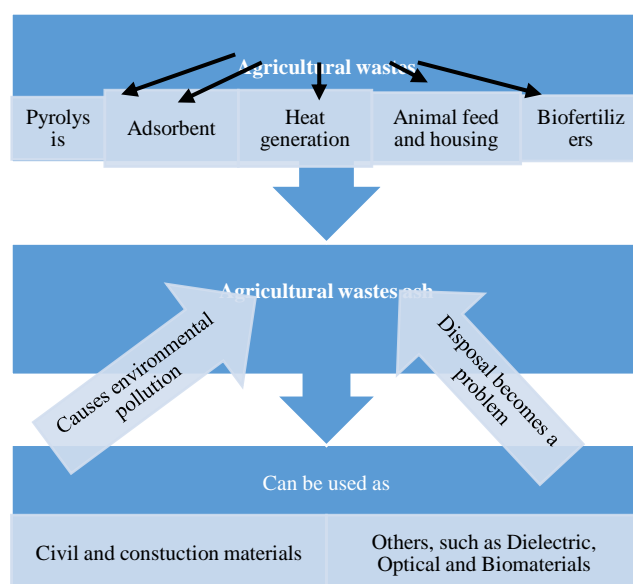 Agricultural wastes
Pyrolys
is
Adsorbent
Heat
generation
Animal feed
and housing
Biofertiliz
ers
Agricultural wastes ash
Causes environmental
pollution
Disposal becomes a
problem
Can be used as
Civil and constuction materials
Others, such as Dielectric,
Optical and Biomaterials